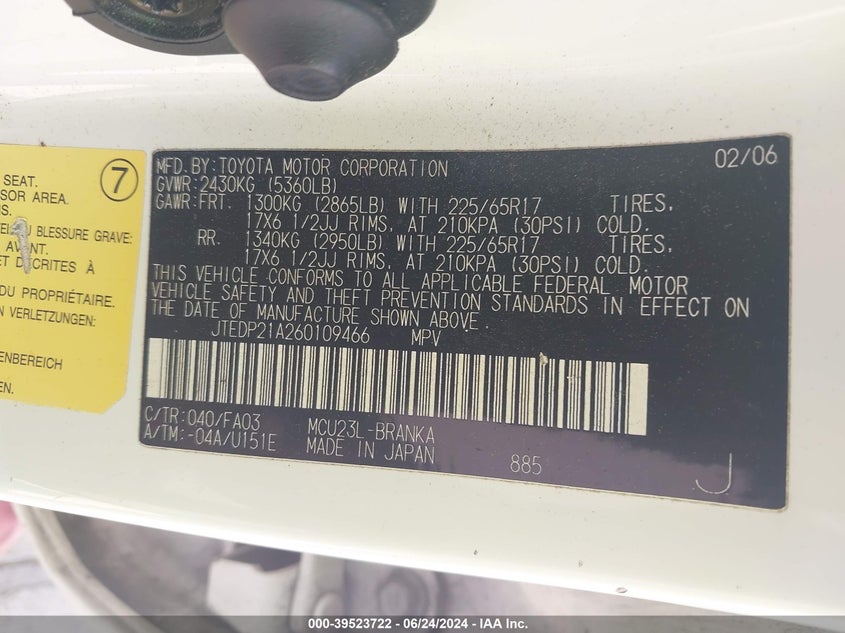 7
SEAT.
SOR AREA.
BLESSURE GRAVE:
AVANT.
ET DÉCRITES À
DU PROPRIÉTAIRE.
N VERLETZUNGEN:
ENBEREICH
EN.
MFD. BY: TOYOTA MOTOR CORPORATION 02/06
GVWR: 2430KG (5360LB)
GAWR: FRT. 1300KG (2865LB) WITH 225/65R17 TIRES,
17X6 1/2JJ RIMS, AT 210KPA (30PSI) COLD.
RR. 1340KG (2950LB) WITH 225/65R17 TIRES,
17X6 1/2JJ RIMS, AT 210KPA (30PSI) COLD.
THIS VEHICLE CONFORMS TO ALL APPLICABLE FEDERAL MOTOR
VEHICLE SAFETY AND THEFT PREVENTION STANDARDS IN EFFECT ON
THE DATE OF MANUFACTURE SHOWN ABOVE.
JTEDP21A260109466 MPV
C/TR: 040/FA03 MCU23L-BRANKA
A/TM: -04A/U151E MADE IN JAPAN 885 J
000-39523722 - 06/24/2024 - IAA Inc.